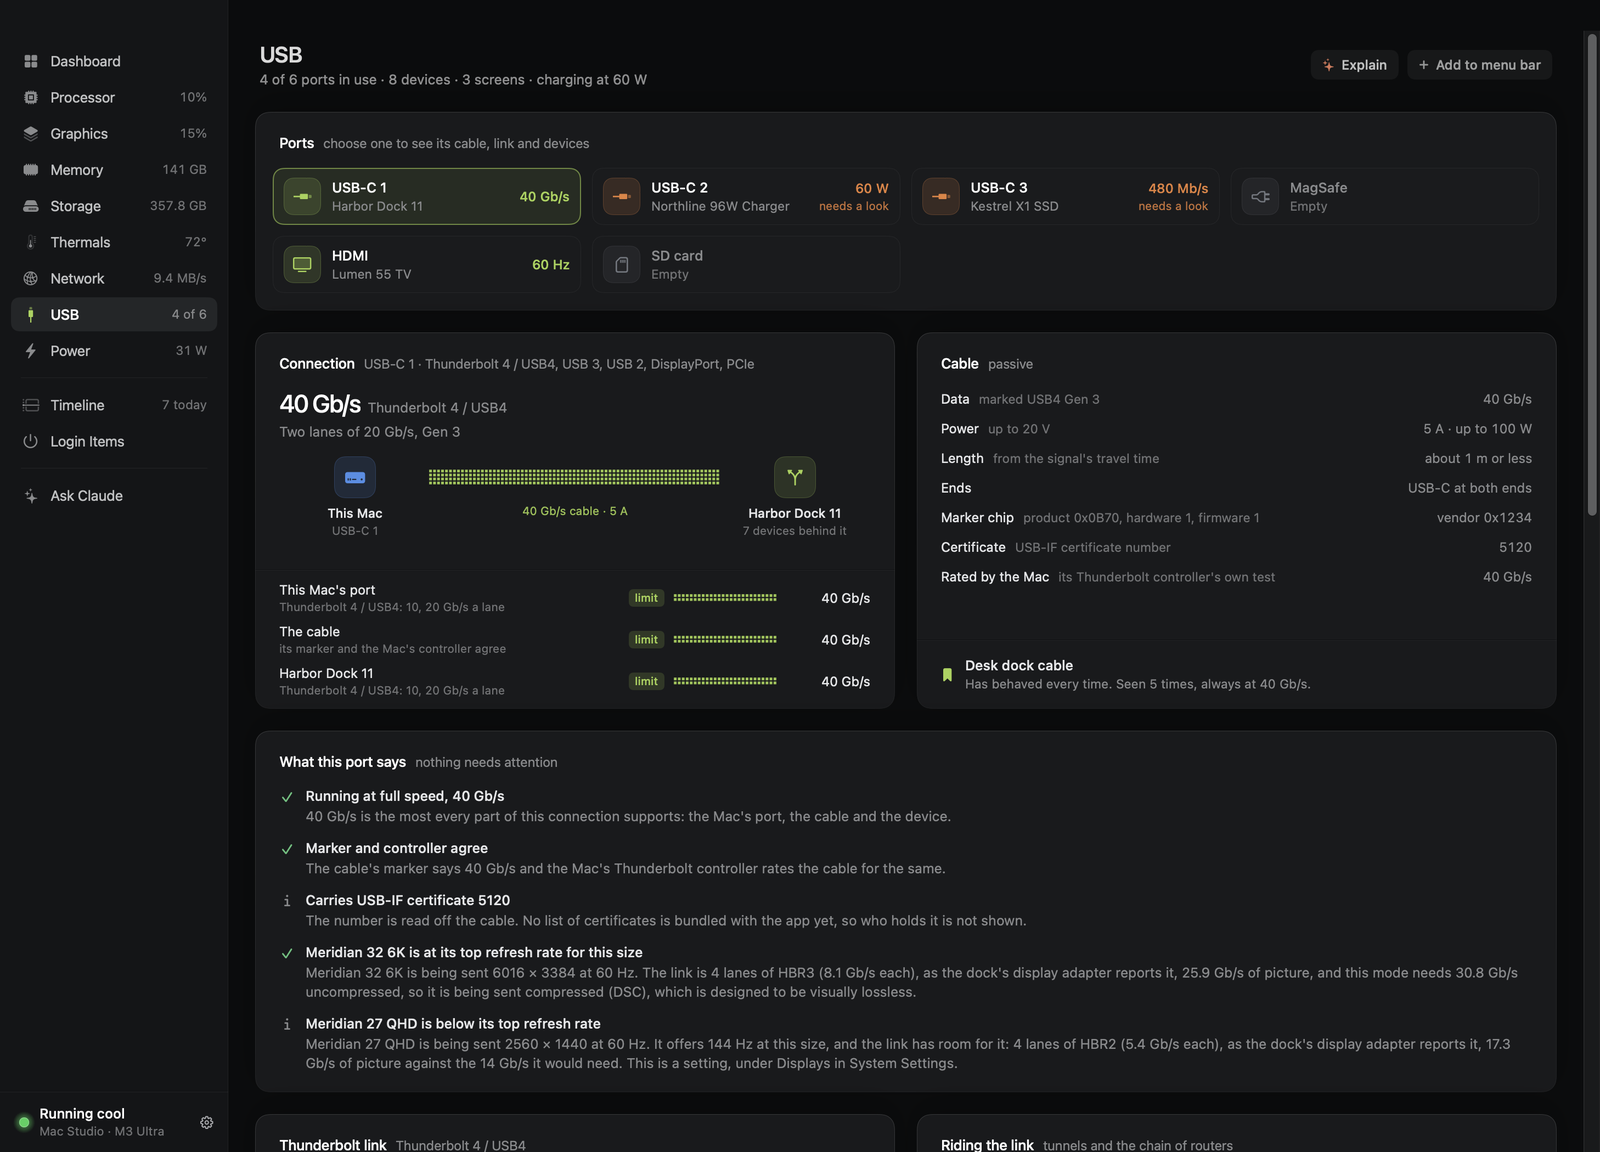 Dashboard
Processor 10%
Graphics 15%
Memory 141 GB
Storage 357.8 GB
Thermals 72°
Network 9.4 MB/s
USB 4 of 6
Power 31 W
Timeline 7 today
Login Items
Ask Claude
Running cool
Mac Studio · M3 Ultra
USB
4 of 6 ports in use · 8 devices · 3 screens · charging at 60 W
Explain
+ Add to menu bar
Ports choose one to see its cable, link and devices
USB-C 1
Harbor Dock 11
40 Gb/s
USB-C 2
Northline 96W Charger
60 W
needs a look
USB-C 3
Kestrel X1 SSD
480 Mb/s
needs a look
MagSafe
Empty
HDMI
Lumen 55 TV
60 Hz
SD card
Empty
Connection USB-C 1 · Thunderbolt 4 / USB4, USB 3, USB 2, DisplayPort, PCIe
40 Gb/s Thunderbolt 4 / USB4
Two lanes of 20 Gb/s, Gen 3
This Mac
USB-C 1
40 Gb/s cable · 5 A
Harbor Dock 11
7 devices behind it
This Mac's port
Thunderbolt 4 / USB4: 10, 20 Gb/s a lane
limit 40 Gb/s
The cable
its marker and the Mac's controller agree
limit 40 Gb/s
Harbor Dock 11
Thunderbolt 4 / USB4: 10, 20 Gb/s a lane
limit 40 Gb/s
Cable passive
Data marked USB4 Gen 3 40 Gb/s
Power up to 20 V 5 A · up to 100 W
Length from the signal's travel time about 1 m or less
Ends USB-C at both ends
Marker chip product 0x0B70, hardware 1, firmware 1 vendor 0x1234
Certificate USB-IF certificate number 5120
Rated by the Mac its Thunderbolt controller's own test 40 Gb/s
Desk dock cable
Has behaved every time. Seen 5 times, always at 40 Gb/s.
What this port says nothing needs attention
Running at full speed, 40 Gb/s
40 Gb/s is the most every part of this connection supports: the Mac's port, the cable and the device.
Marker and controller agree
The cable's marker says 40 Gb/s and the Mac's Thunderbolt controller rates the cable for the same.
Carries USB-IF certificate 5120
The number is read off the cable. No list of certificates is bundled with the app yet, so who holds it is not shown.
Meridian 32 6K is at its top refresh rate for this size
Meridian 32 6K is being sent 6016 × 3384 at 60 Hz. The link is 4 lanes of HBR3 (8.1 Gb/s each), as the dock's display adapter reports it, 25.9 Gb/s of picture, and this mode needs 30.8 Gb/s
uncompressed, so it is being sent compressed (DSC), which is designed to be visually lossless.
Meridian 27 QHD is below its top refresh rate
Meridian 27 QHD is being sent 2560 × 1440 at 60 Hz. It offers 144 Hz at this size, and the link has room for it: 4 lanes of HBR2 (5.4 Gb/s each), as the dock's display adapter reports it, 17.3
Gb/s of picture against the 14 Gb/s it would need. This is a setting, under Displays in System Settings.
Thunderbolt link Thunderbolt 4 / USB4
Riding the link tunnels and the chain of routers